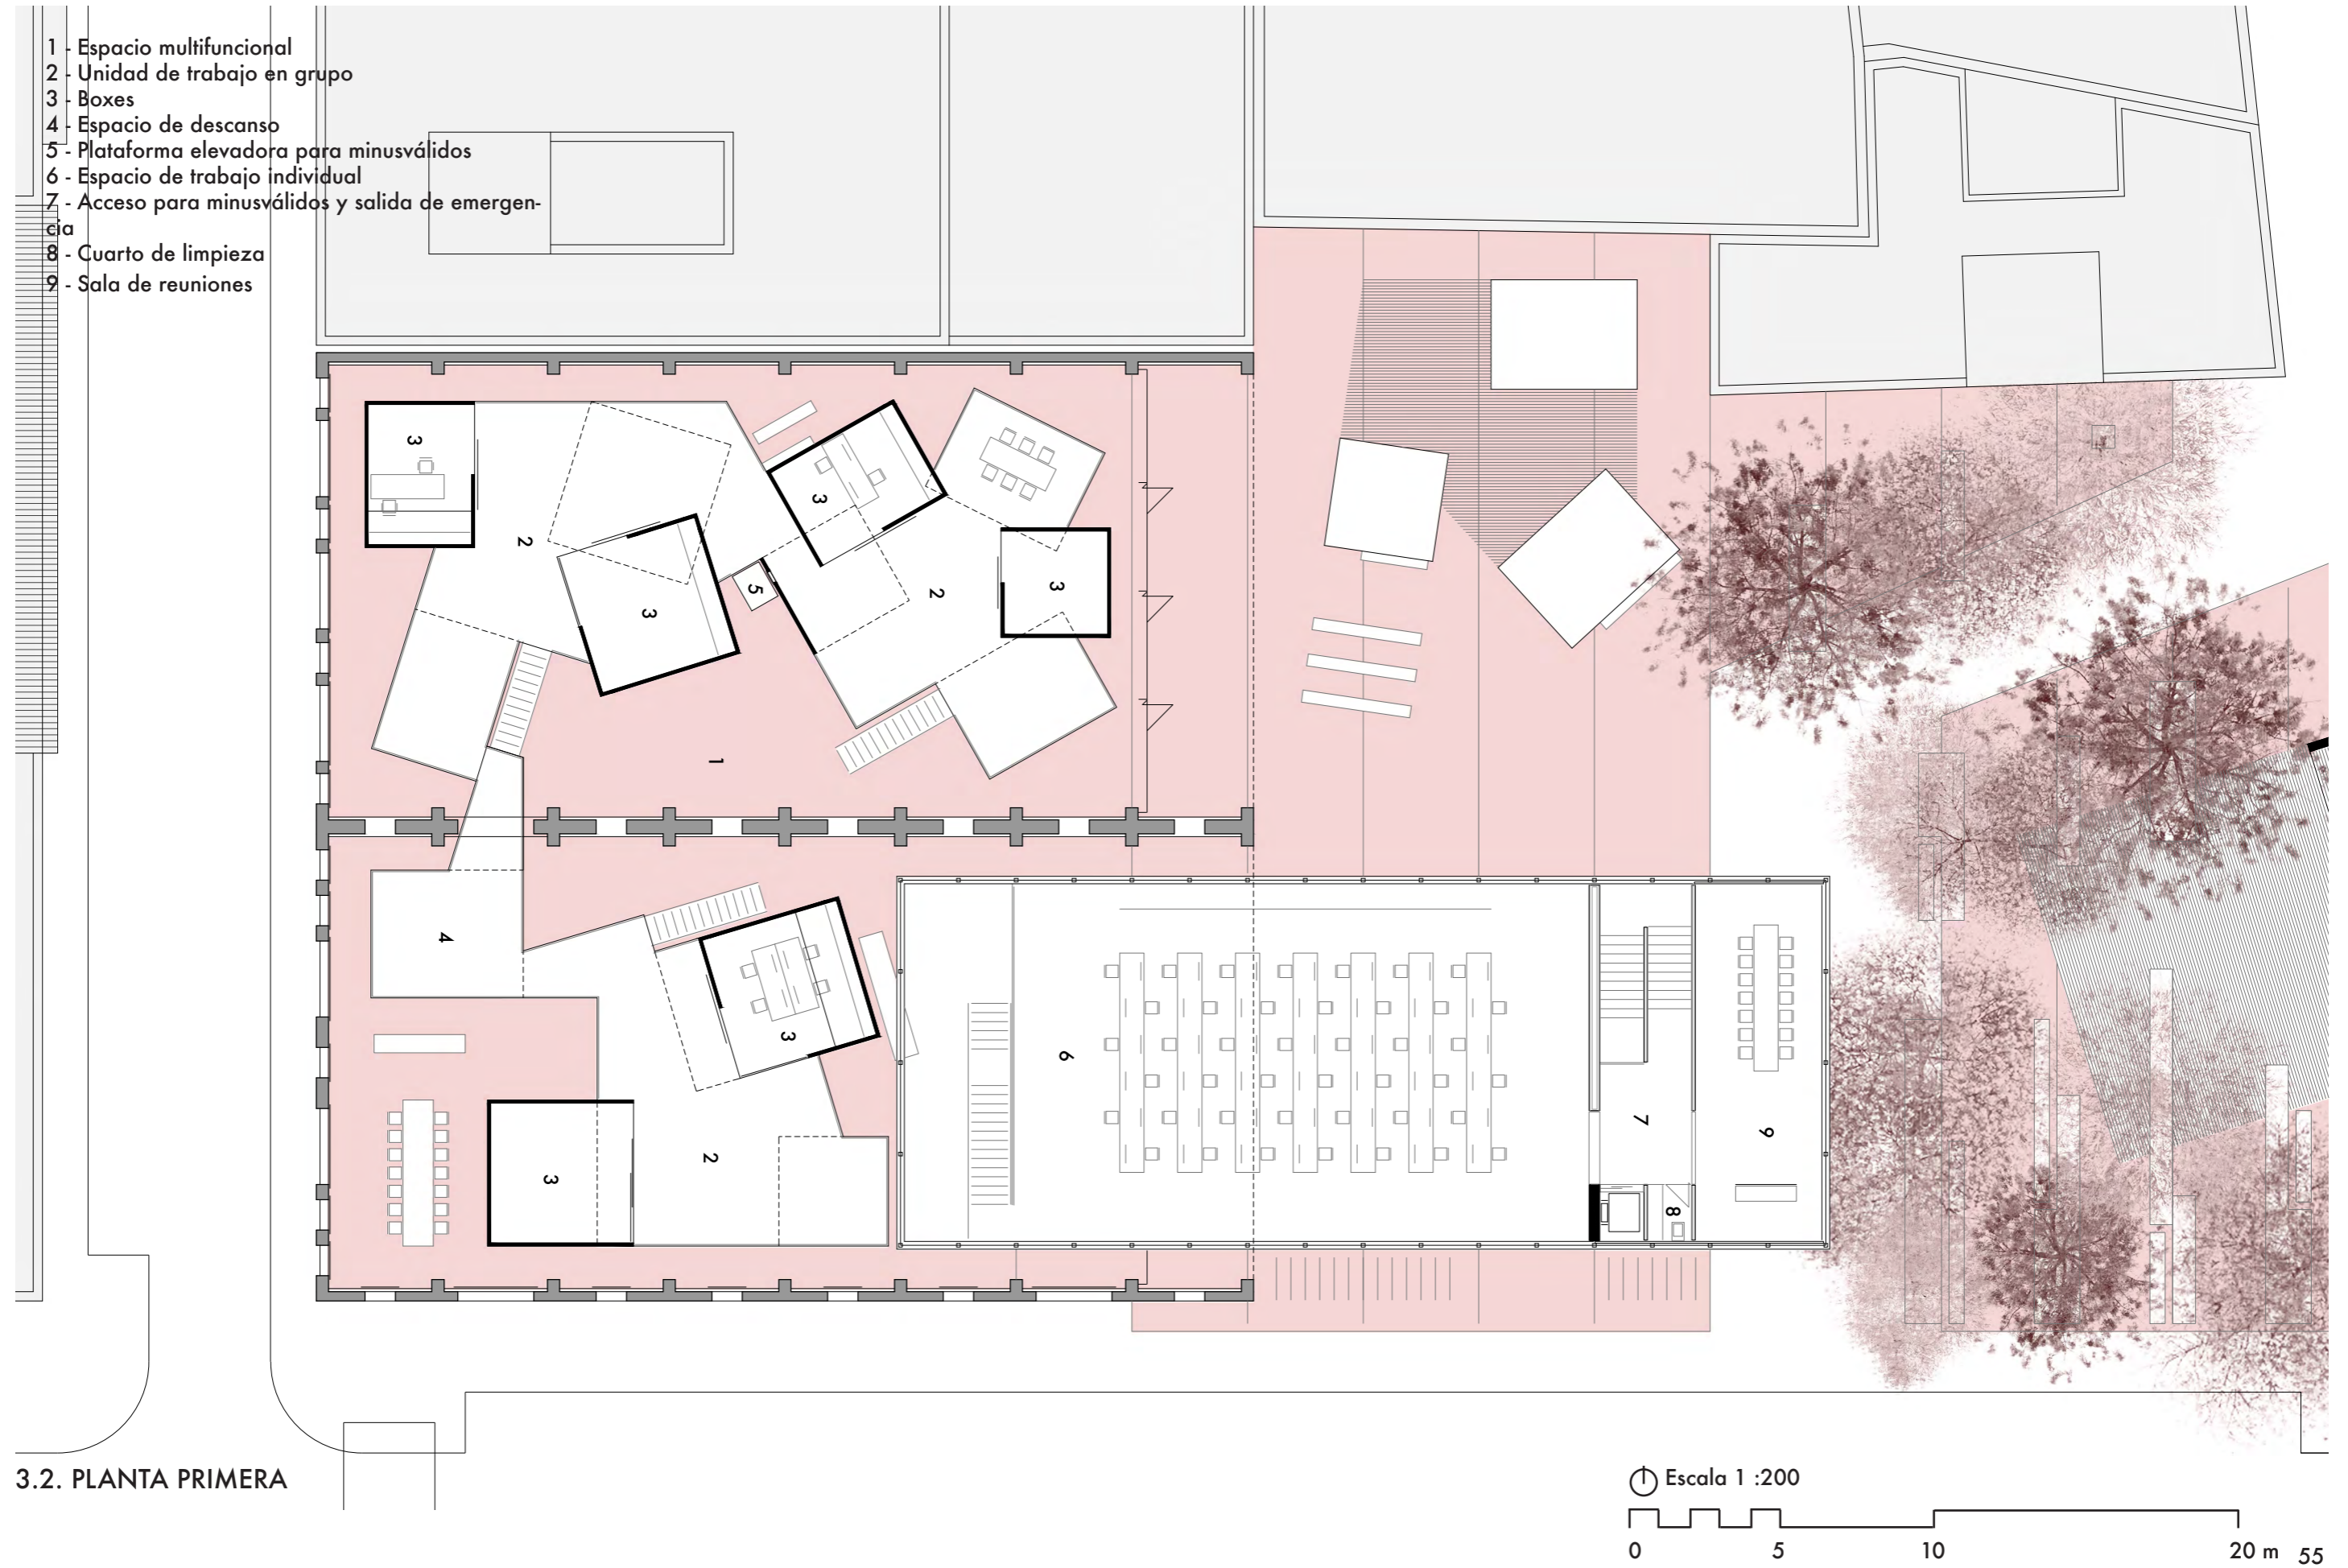 1 - Espacio multifuncional
2 - Unidad de trabajo en grupo
3 - Boxes
4 - Espacio de descanso
5 - Plataforma elevadora para minusválidos
6 - Espacio de trabajo individual
7 - Acceso para minusválidos y salida de emergen-
cia
8 - Cuarto de limpieza
9 - Sala de reuniones
3
3
2
3
5
2
3
3
1
4
3
6
7
9
2
3
8
3.2. PLANTA PRIMERA
Escala 1 :200
0 5 10 20 m
55